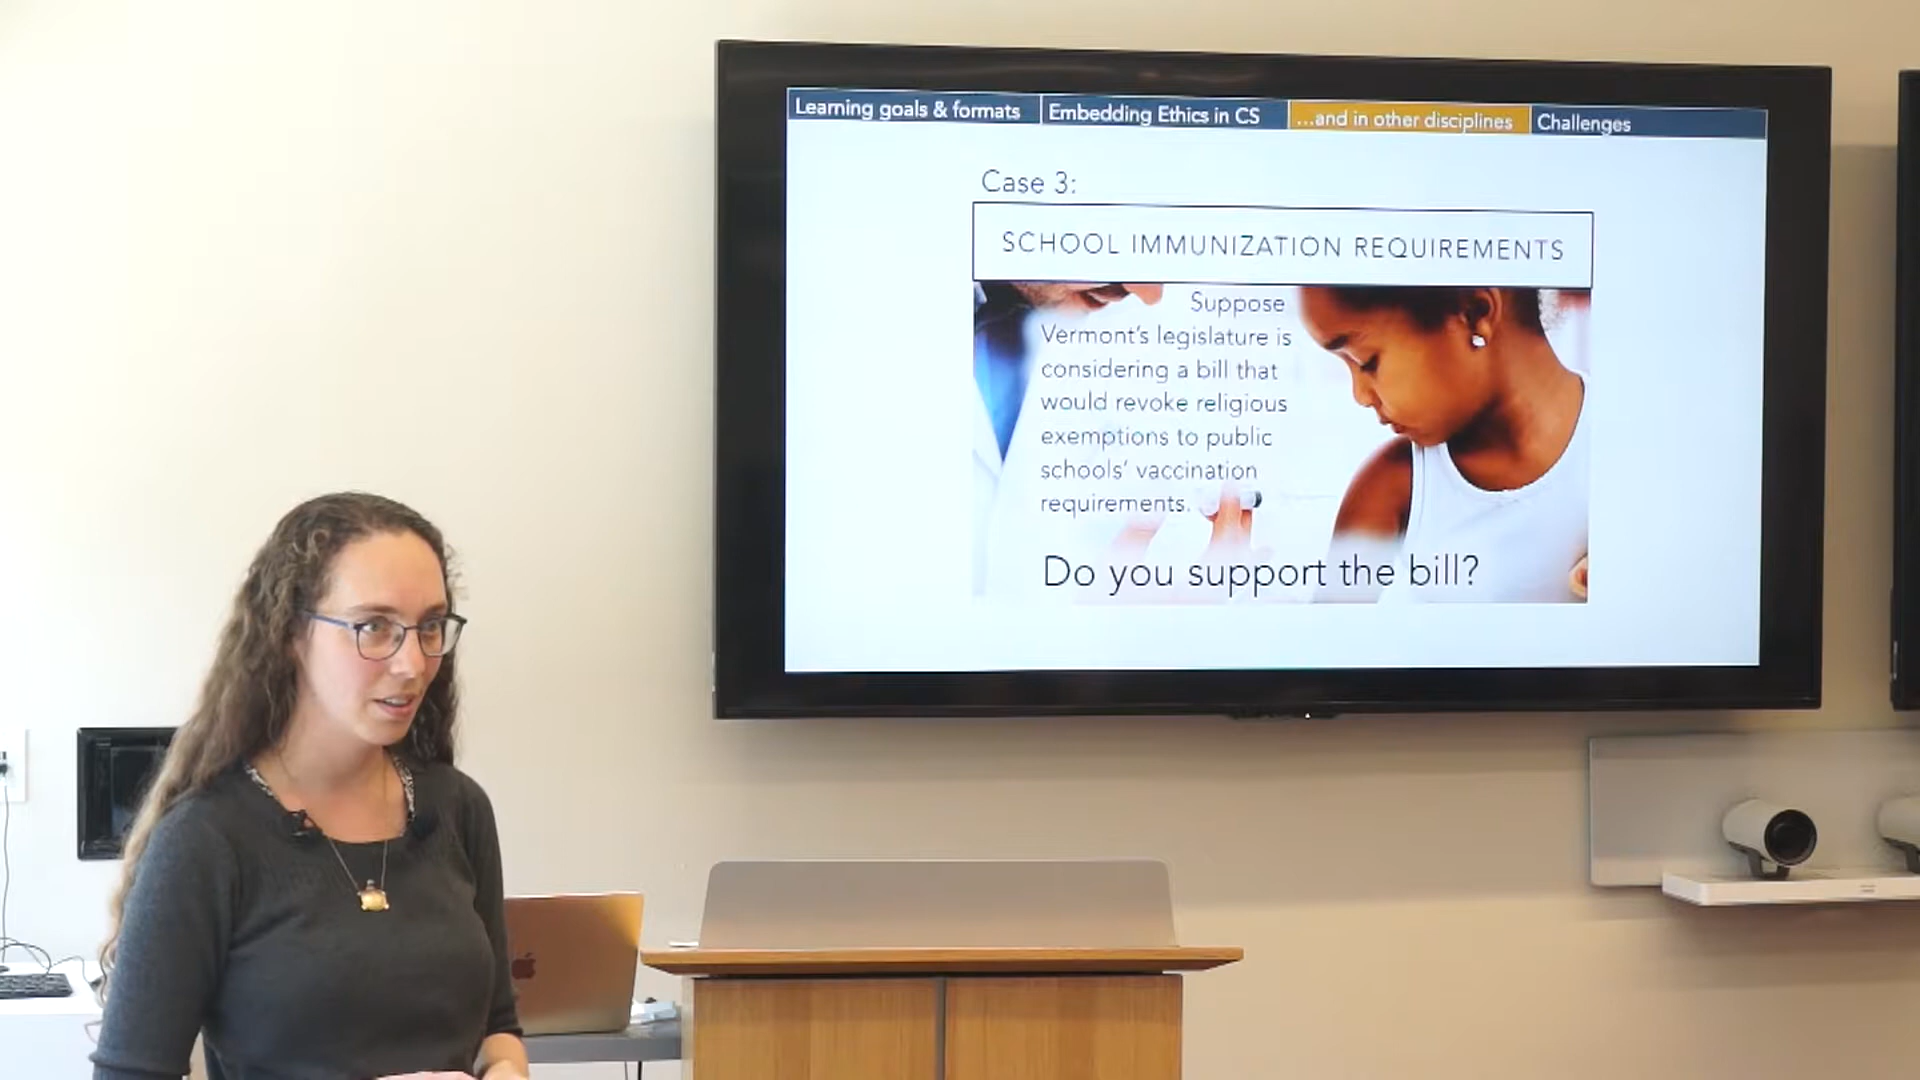 Learning goals & formats
Embedding Ethics in CS
...and in other disciplines
Challenges
Case 3:
SCHOOL IMMUNIZATION REQUIREMENTS
Suppose
Vermont's legislature is
considering a bill that
would revoke religious
exemptions to public
schools' vaccination
requirements.
Do you support the bill?